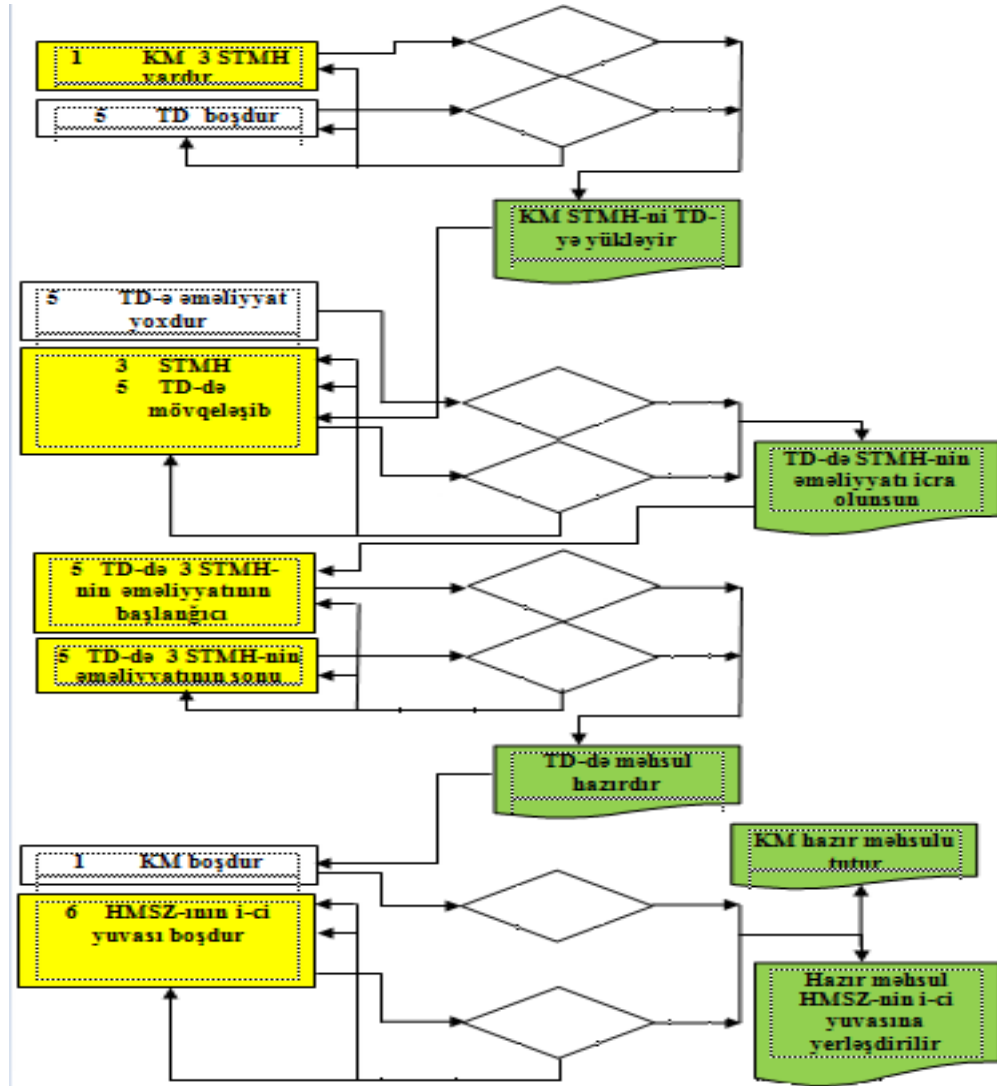 1 KM 3 STMH
vardır
5 TD boşdur
KM STMH-ni TD-
yə yükləyir
5 TD-ə əməliyyat
yoxdur
3 STMH
5 TD-də
mövqeləşib
TD-də STMH-nin
əməliyyatı icra
olunsun
5 TD-də 3 STMH-
nin əməliyyatının
başlanğıcı
5 TD-də 3 STMH-nin
əməliyyatının sonu
TD-də məhsul
hazırdır
1 KM boşdur
KM hazır məhsulu
tutur
6 HMSZ-ının i-ci
yuvası boşdur
Hazır məhsul
HMSZ-nin i-ci
yuvasına
yerləşdirilir